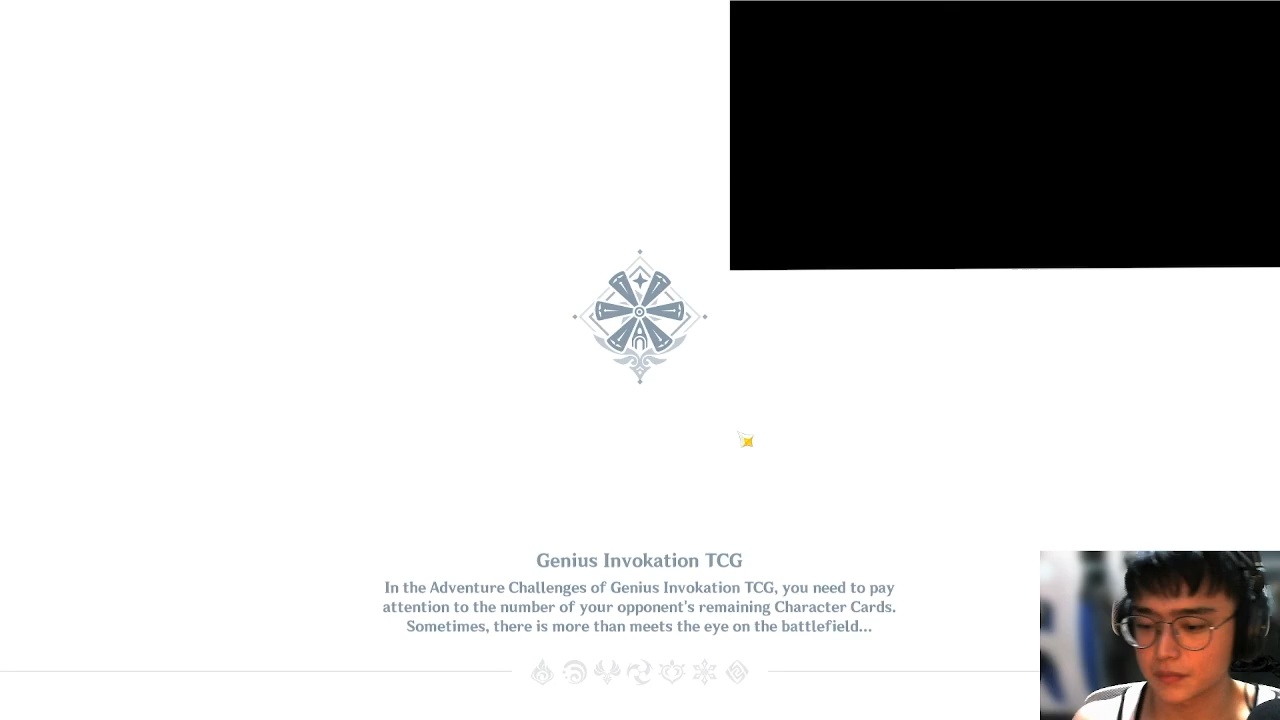 Genius Invokation TCG
In the Adventure Challenges of Genius Invokation TCG, you need to pay
attention to the number of your opponent's remaining Character Cards.
Sometimes, there is more than meets the eye on the battlefield...